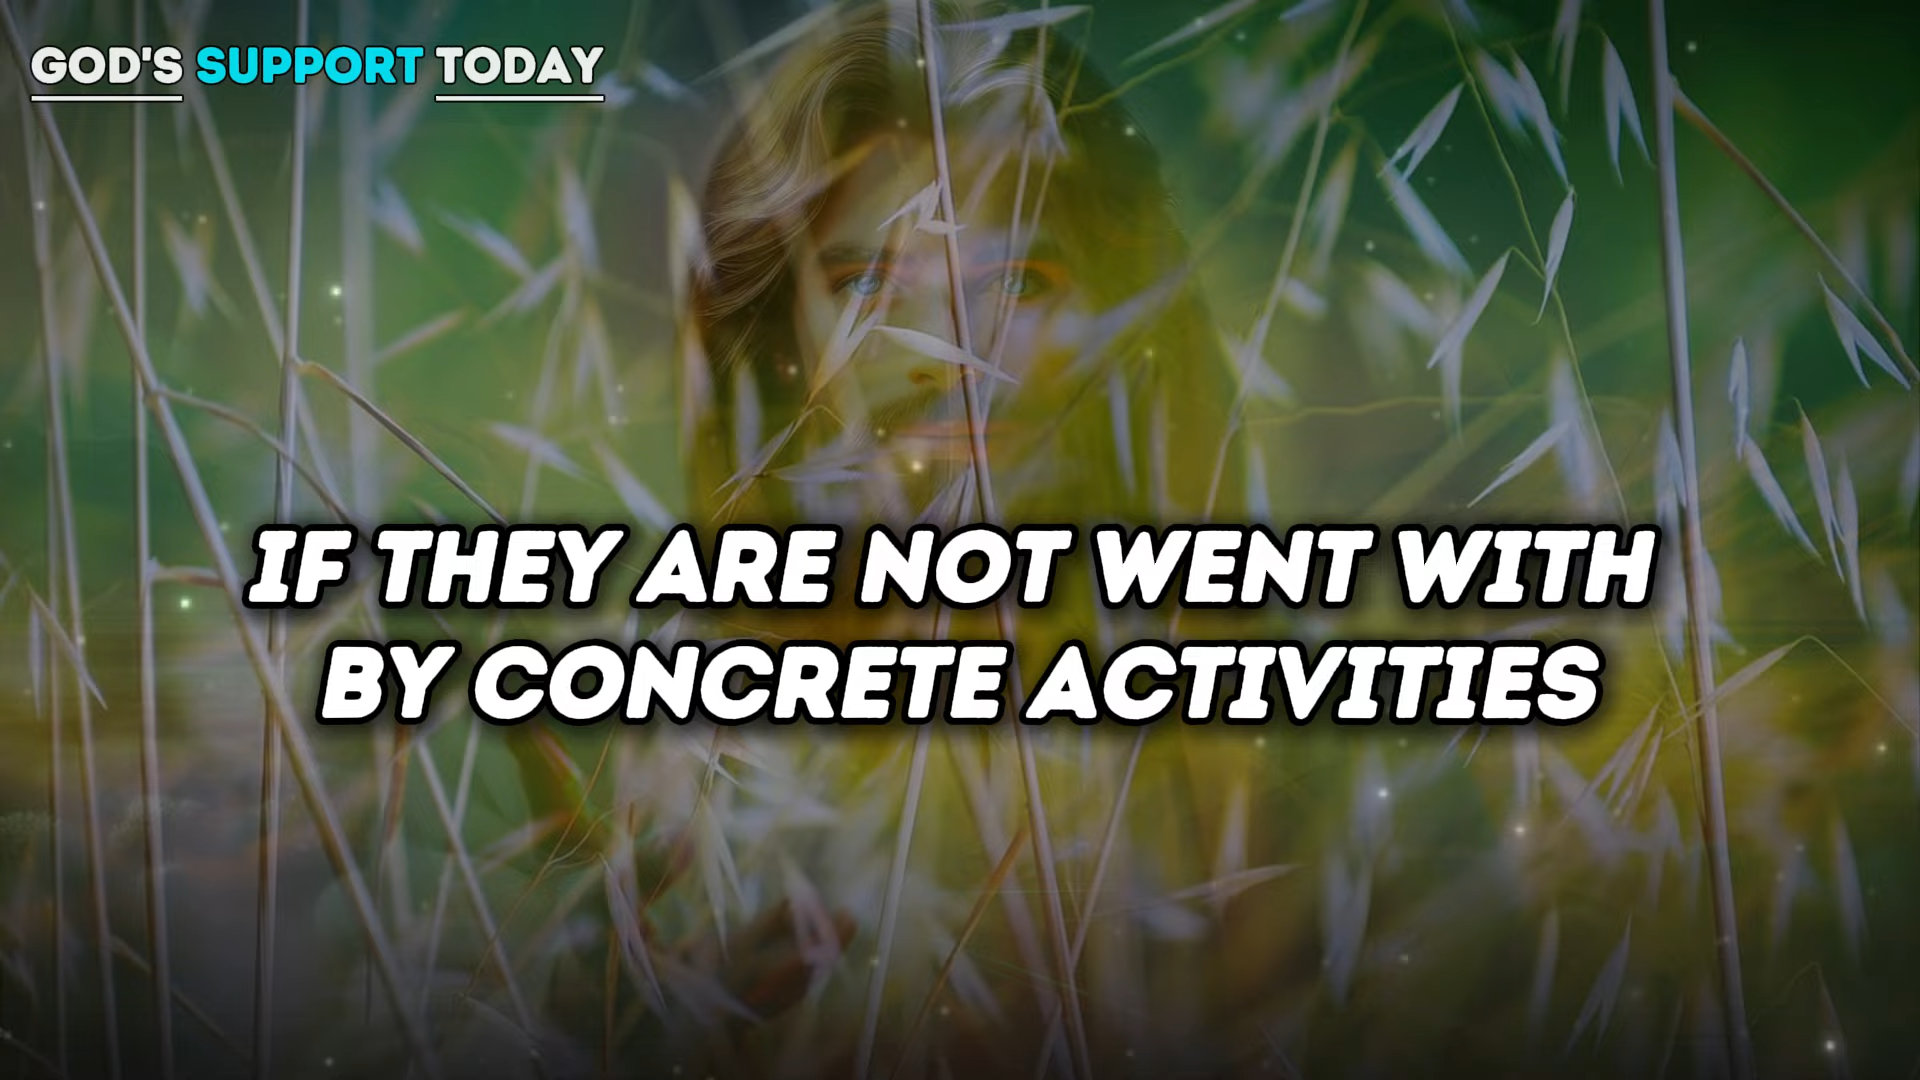 GOD'S SUPPORT TODAY
IF THEY ARE NOT WENT WITH
BY CONCRETE ACTIVITIES